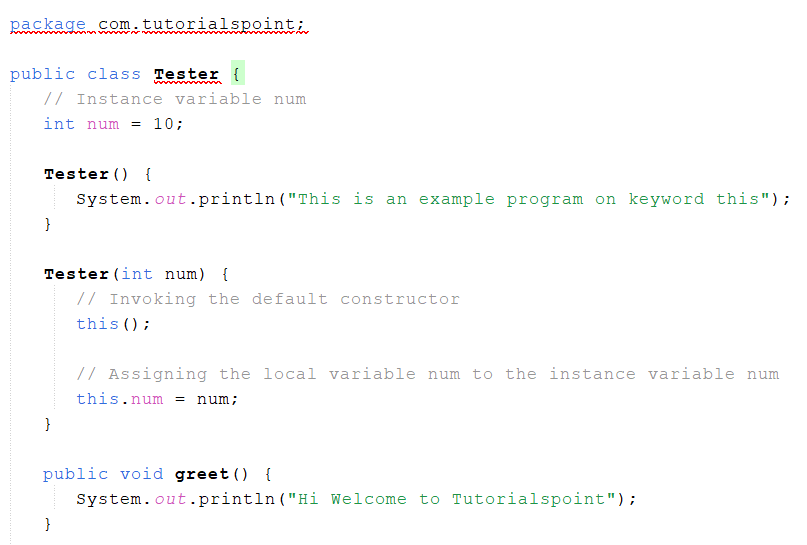 package com.tutorialspoint;
public class Tester {
// Instance variable num
int num = 10;
Tester() {
System.out.println("This is an example program on keyword this");
}
Tester(int num) {
// Invoking the default constructor
this();
// Assigning the local variable num to the instance variable num
this.num = num;
}
public void greet() {
System.out.println("Hi Welcome to Tutorialspoint");
}